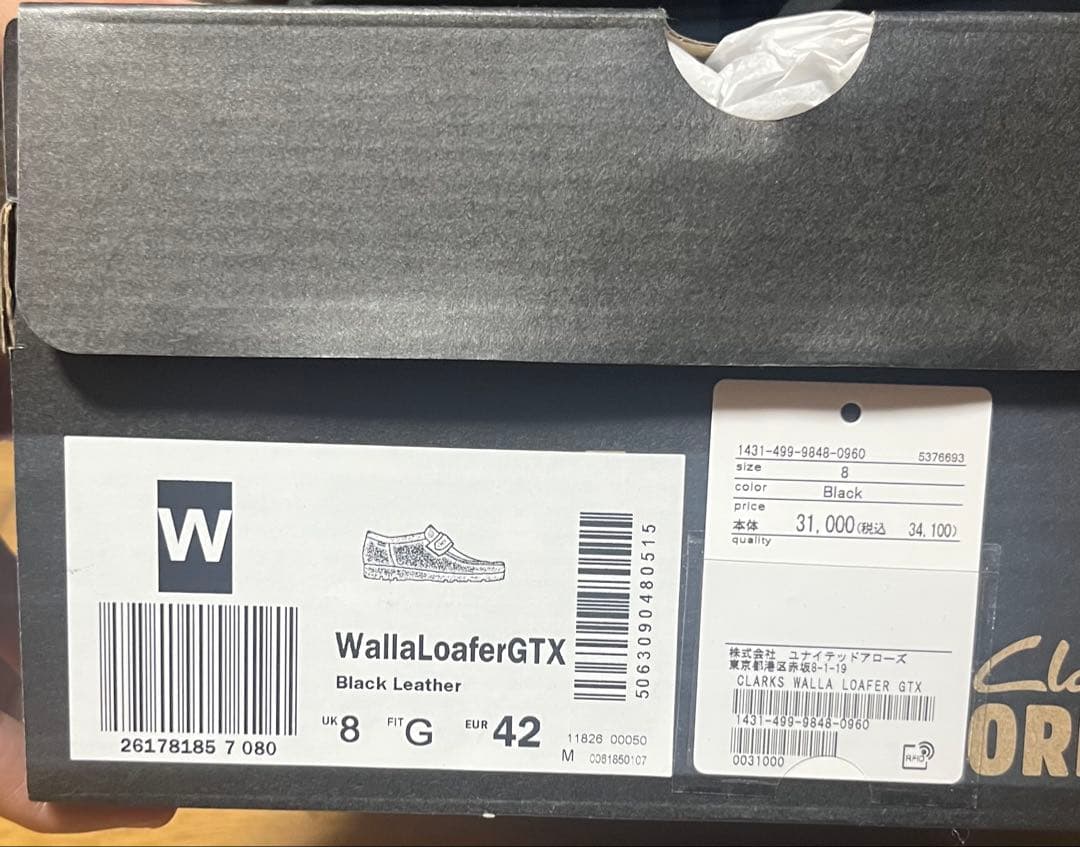 W
26178185 7 080
WallaLoaferGTX
Black Leather
UK 8 FIT G EUR 42
11826 00050
M 0061850107
5063090480515
1431-499-9848-0960 5376693
size 8
color Black
price
本体 31,000(税込 34,100)
quality
株式会社 ユナイテッドアローズ
東京都港区赤坂8-1-19
CLARKS WALLA LOAFER GTX
1431-499-9848-0960
0031000
RFID
Cla
ORI